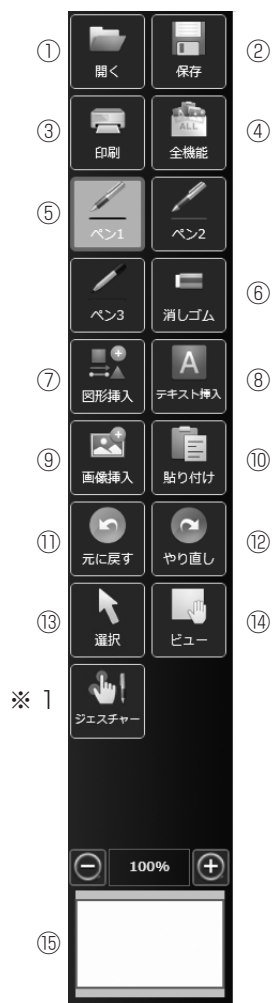 ① 開く 保存 ②
③ 印刷 ALL 全機能 ④
⑤ ペン1 ペン2
ペン3 消しゴム ⑥
⑦ 図形挿入 A テキスト挿入 ⑧
⑨ 画像挿入 貼り付け ⑩
⑪ 元に戻す やり直し ⑫
⑬ 選択 ビュー ⑭
※1 ジェスチャー
100%
⑮